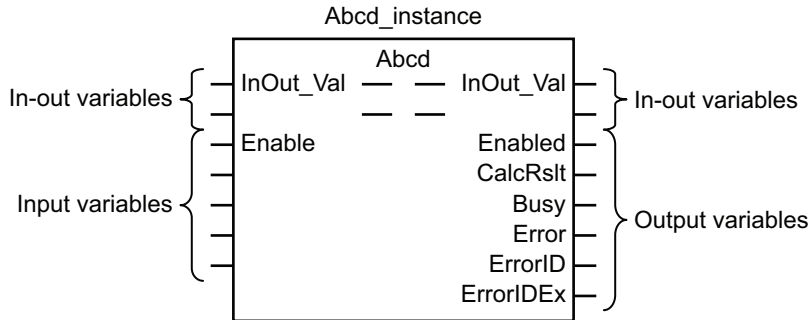 Abcd_instance
Abcd
In-out variables
InOut_Val
InOut_Val
In-out variables
Enable
Enabled
CalcRslt
Input variables
Busy
Output variables
Error
ErrorID
ErrorIDEx